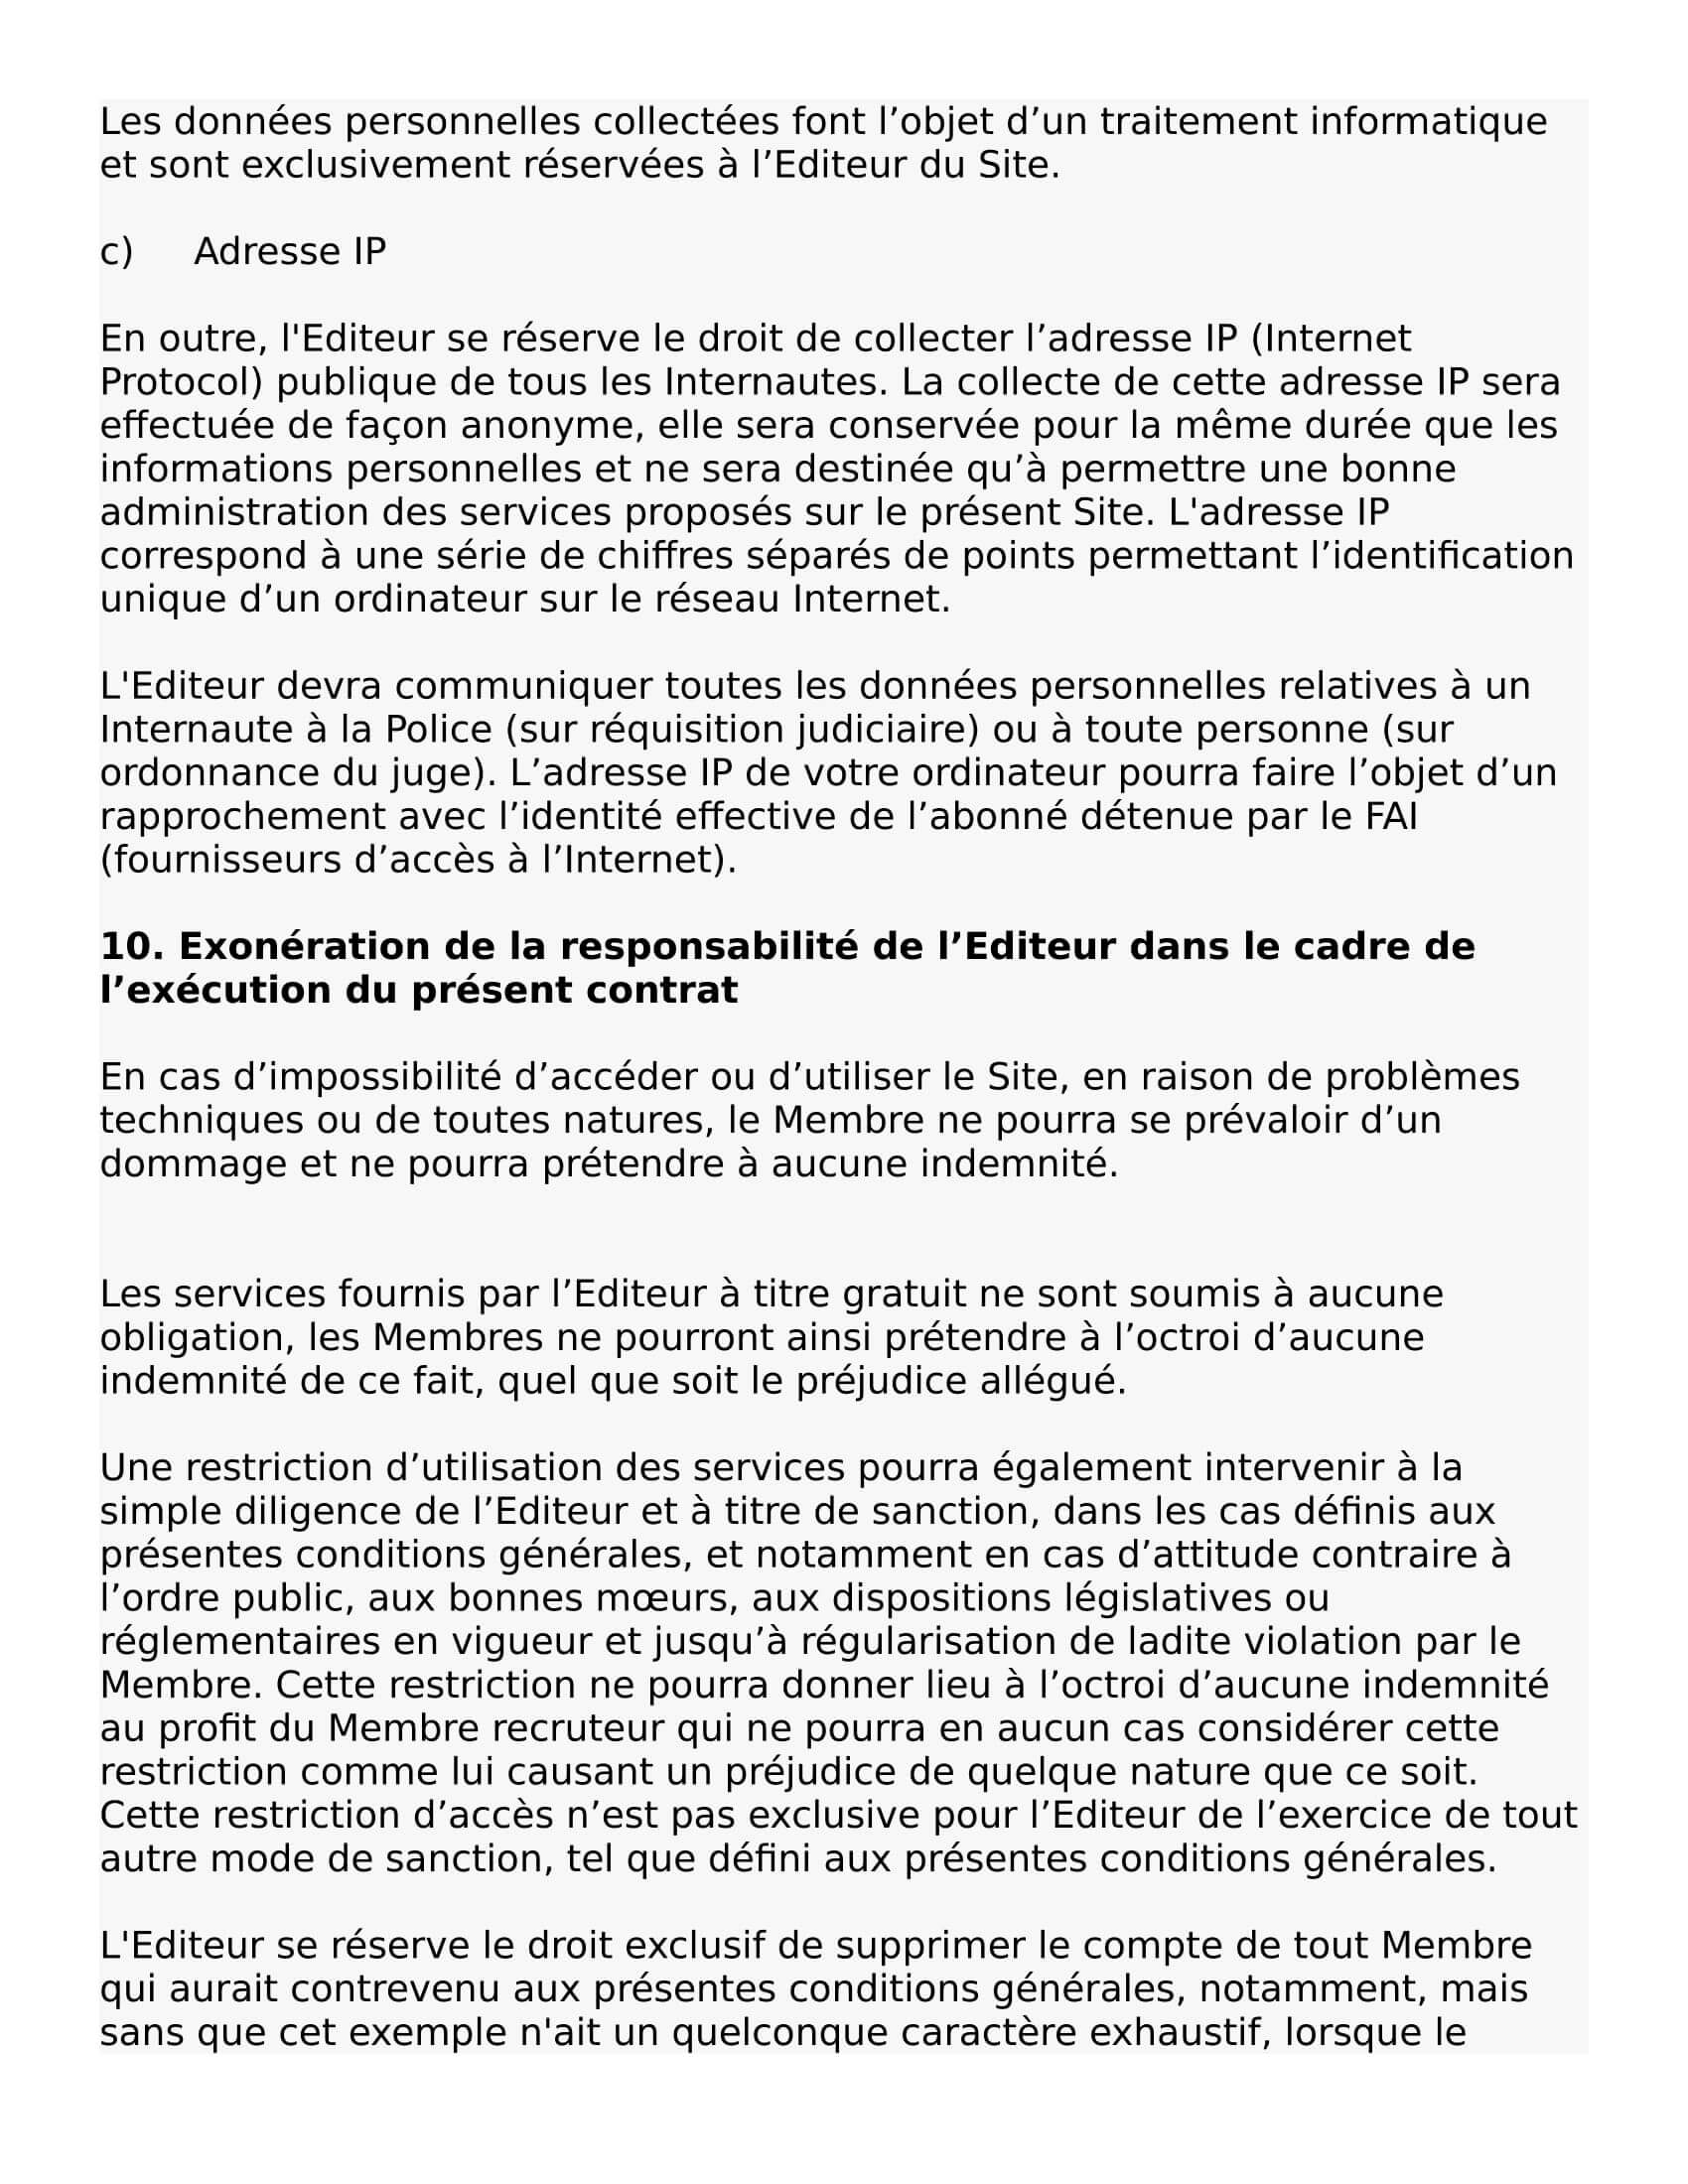 Les données personnelles collectées font l’objet d’un traitement informatique
et sont exclusivement réservées à l’Editeur du Site.
c) Adresse IP
En outre, l'Editeur se réserve le droit de collecter l’adresse IP (Internet
Protocol) publique de tous les Internautes. La collecte de cette adresse IP sera
effectuée de façon anonyme, elle sera conservée pour la même durée que les
informations personnelles et ne sera destinée qu’à permettre une bonne
administration des services proposés sur le présent Site. L'adresse IP
correspond à une série de chiffres séparés de points permettant l’identification
unique d’un ordinateur sur le réseau Internet.
L'Editeur devra communiquer toutes les données personnelles relatives à un
Internaute à la Police (sur réquisition judiciaire) ou à toute personne (sur
ordonnance du juge). L’adresse IP de votre ordinateur pourra faire l’objet d’un
rapprochement avec l’identité effective de l’abonné détenue par le FAI
(fournisseurs d’accès à l’Internet).
10. Exonération de la responsabilité de l’Editeur dans le cadre de
l’exécution du présent contrat
En cas d’impossibilité d’accéder ou d’utiliser le Site, en raison de problèmes
techniques ou de toutes natures, le Membre ne pourra se prévaloir d’un
dommage et ne pourra prétendre à aucune indemnité.
Les services fournis par l’Editeur à titre gratuit ne sont soumis à aucune
obligation, les Membres ne pourront ainsi prétendre à l’octroi d’aucune
indemnité de ce fait, quel que soit le préjudice allégué.
Une restriction d’utilisation des services pourra également intervenir à la
simple diligence de l’Editeur et à titre de sanction, dans les cas définis aux
présentes conditions générales, et notamment en cas d’attitude contraire à
l’ordre public, aux bonnes mœurs, aux dispositions législatives ou
réglementaires en vigueur et jusqu’à régularisation de ladite violation par le
Membre. Cette restriction ne pourra donner lieu à l’octroi d’aucune indemnité
au profit du Membre recruteur qui ne pourra en aucun cas considérer cette
restriction comme lui causant un préjudice de quelque nature que ce soit.
Cette restriction d’accès n’est pas exclusive pour l’Editeur de l’exercice de tout
autre mode de sanction, tel que défini aux présentes conditions générales.
L'Editeur se réserve le droit exclusif de supprimer le compte de tout Membre
qui aurait contrevenu aux présentes conditions générales, notamment, mais
sans que cet exemple n'ait un quelconque caractère exhaustif, lorsque le